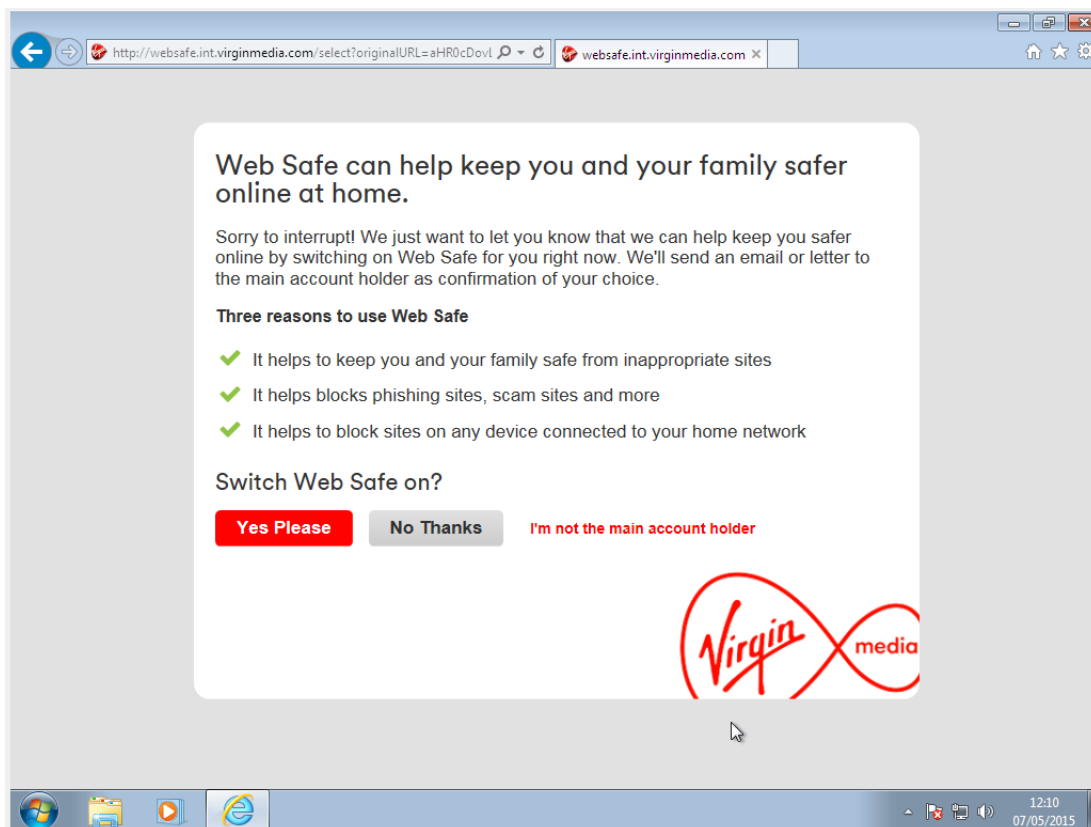 http://websafe.int.virginmedia.com/select?originalURL=aHR0cDovL
websafe.int.virginmedia.com
Web Safe can help keep you and your family safer
online at home.
Sorry to interrupt! We just want to let you know that we can help keep you safer
online by switching on Web Safe for you right now. We'll send an email or letter to
the main account holder as confirmation of your choice.
Three reasons to use Web Safe
It helps to keep you and your family safe from inappropriate sites
It helps blocks phishing sites, scam sites and more
It helps to block sites on any device connected to your home network
Switch Web Safe on?
Yes Please
No Thanks
I'm not the main account holder
Virgin media
12:10
07/05/2015